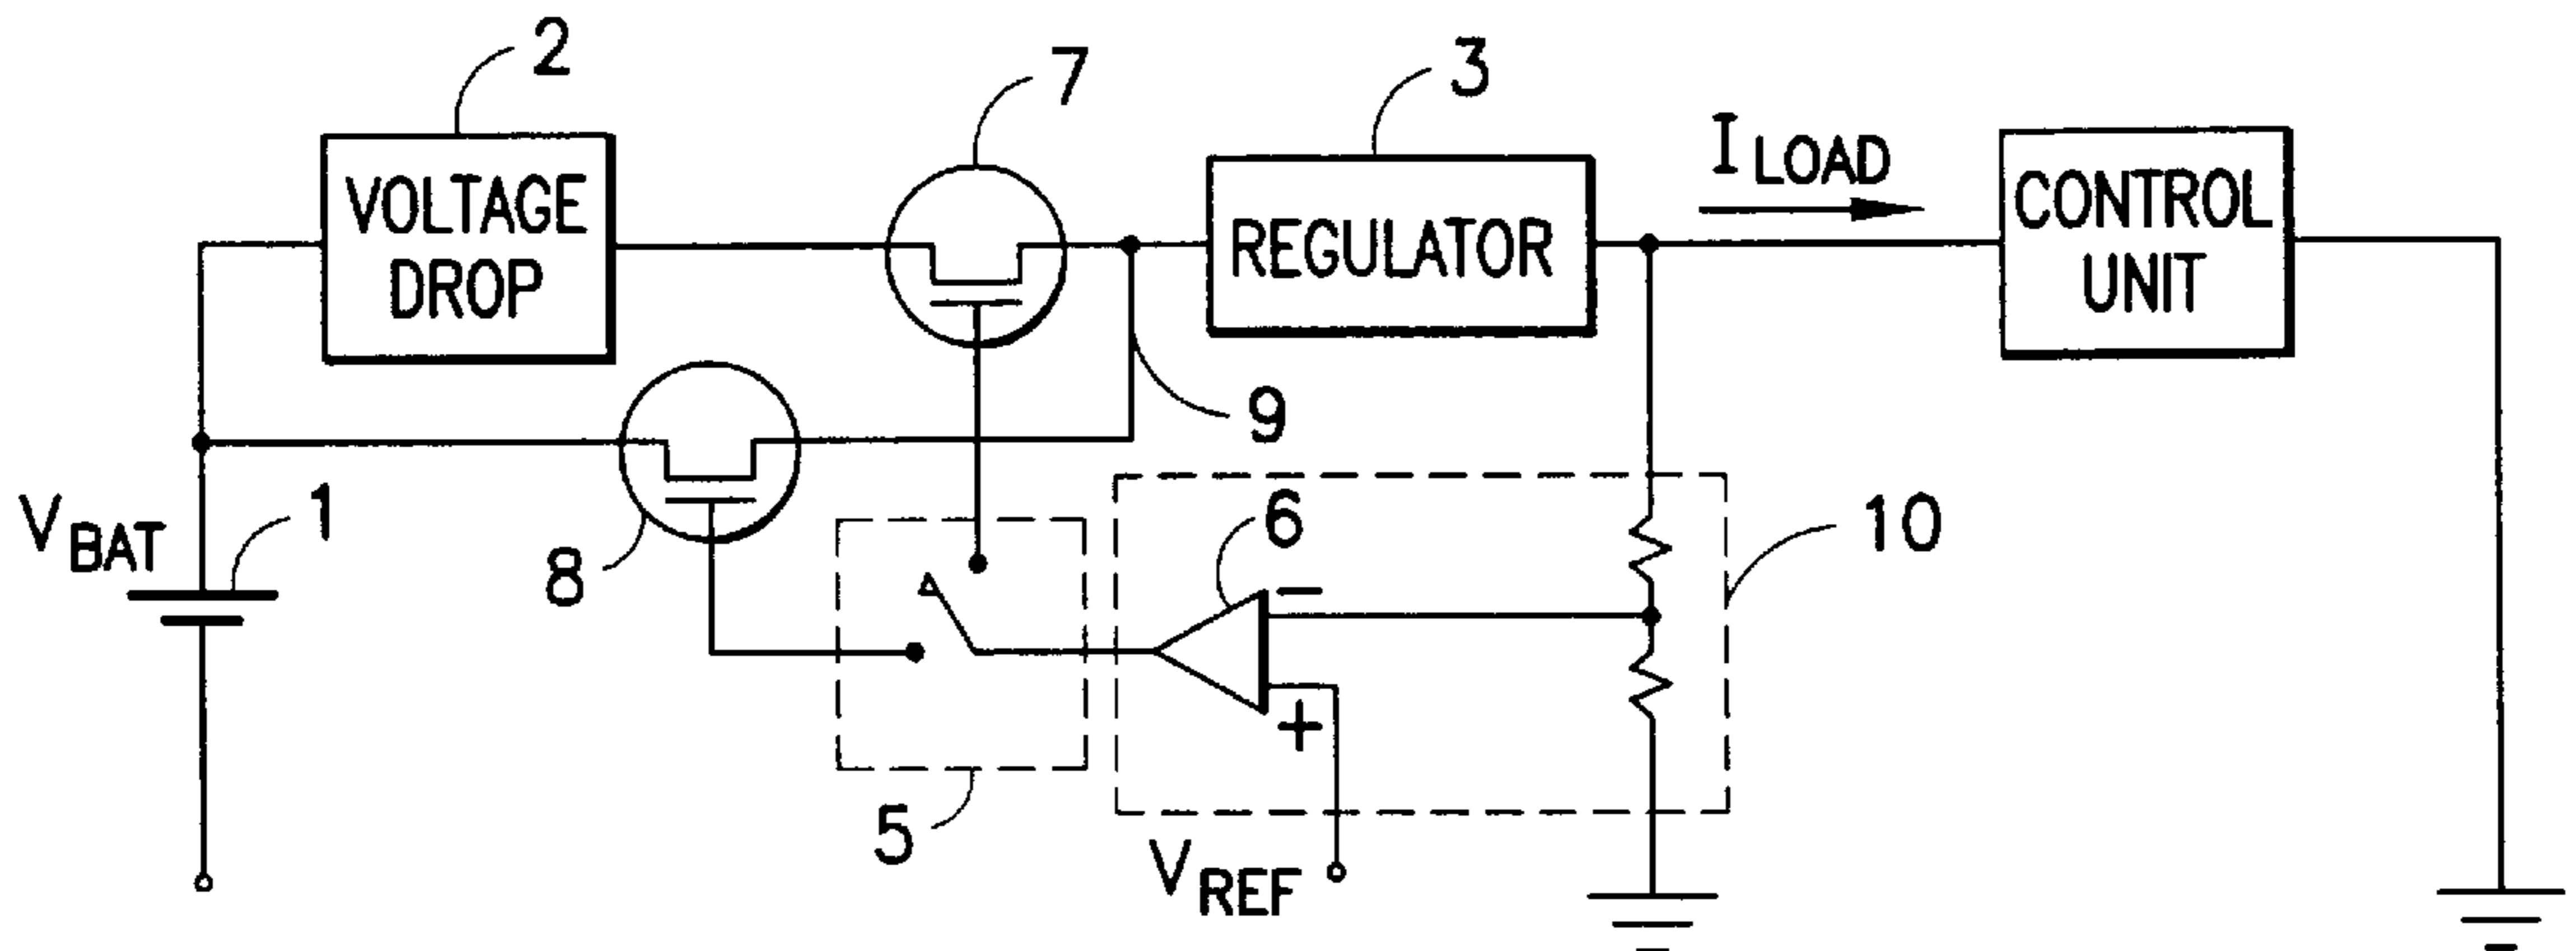 2
7
3
VOLTAGE
DROP
REGULATOR
I LOAD
CONTROL
UNIT
9
V BAT
1
8
6
-
+
10
5
V REF